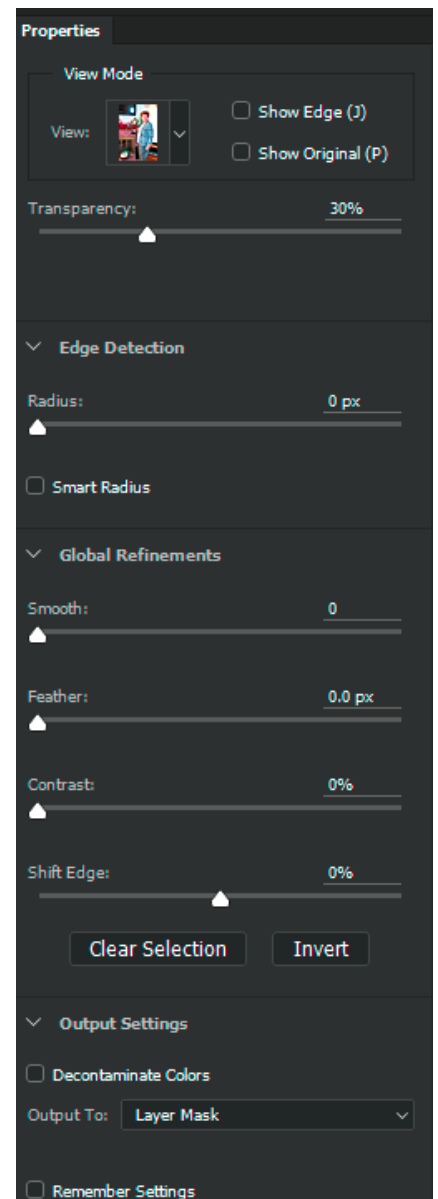 Properties
View Mode
View:
Show Edge (J)
Show Original (P)
Transparency: 30%
Edge Detection
Radius: 0 px
Smart Radius
Global Refinements
Smooth: 0
Feather: 0.0 px
Contrast: 0%
Shift Edge: 0%
Clear Selection Invert
Output Settings
Decontaminate Colors
Output To: Layer Mask
Remember Settings